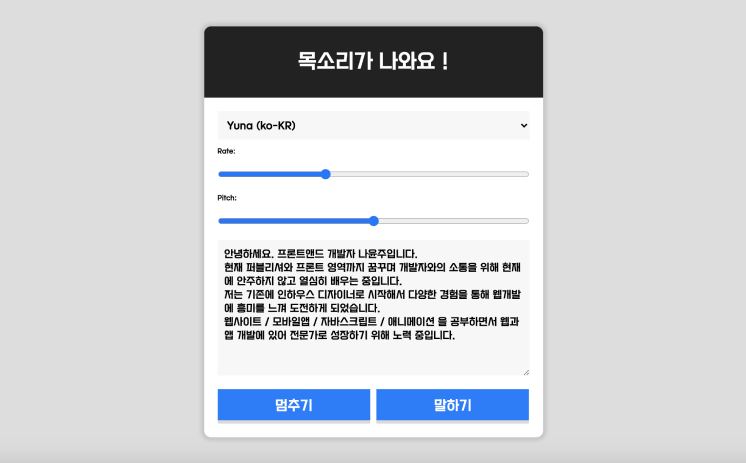 목소리가 나와요 !
Yuna (ko-KR)
Rate:
Pitch:
안녕하세요. 프론트앤드 개발자 나윤주입니다.
현재 퍼블리셔와 프론트 영역까지 꿈꾸며 개발자와의 소통을 위해 현재
에 안주하지 않고 열심히 배우는 중입니다.
저는 기존에 인하우스 디자이너로 시작해서 다양한 경험을 통해 웹개발
에 흥미를 느껴 도전하게 되었습니다.
웹사이트 / 모바일앱 / 자바스크립트 / 애니메이션 을 공부하면서 웹과
앱 개발에 있어 전문가로 성장하기 위해 노력 중입니다.
멈추기 말하기